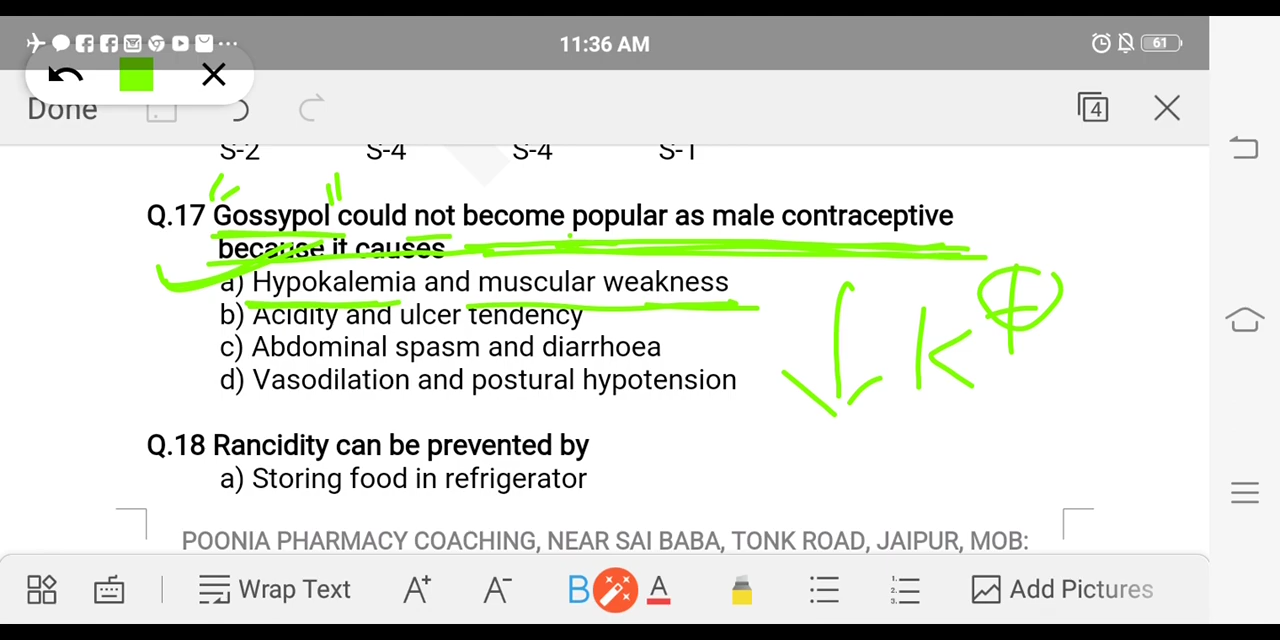 11:36 AM
61
Done
4
S-2 S-4 S-4 S-1
Q.17 Gossypol could not become popular as male contraceptive
because it causes
a) Hypokalemia and muscular weakness
b) Acidity and ulcer tendency
c) Abdominal spasm and diarrhoea
d) Vasodilation and postural hypotension
↓ K+
Q.18 Rancidity can be prevented by
a) Storing food in refrigerator
POONIA PHARMACY COACHING, NEAR SAI BABA, TONK ROAD, JAIPUR, MOB:
Wrap Text A+ A- B A Add Pictures